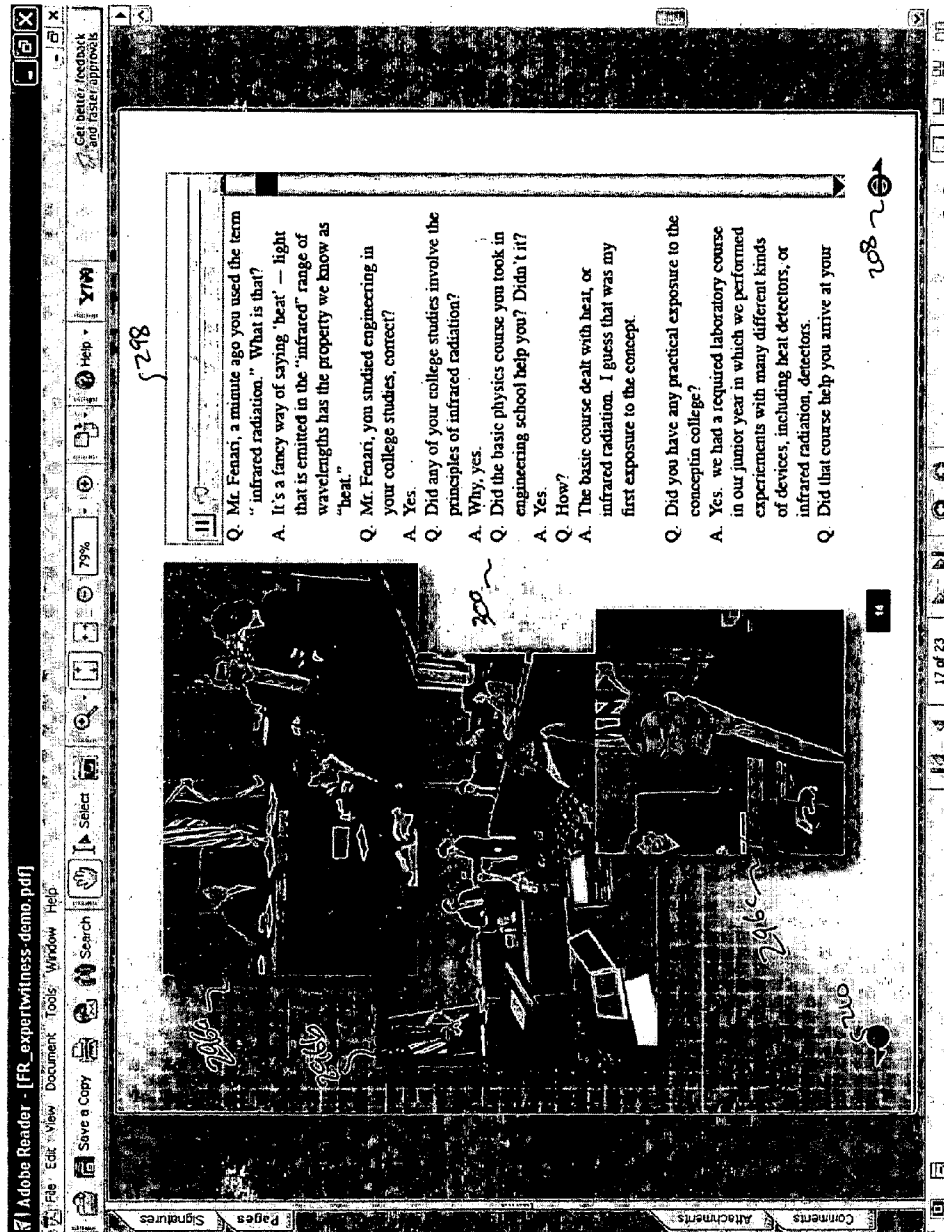 Adobe Reader - [FR_expertwitness-demo.pdf]
File Edit View Document Tools Window Help
Save a Copy Search Select 79% Help Y!
Get better feedback
and faster approvals
Signatures
Pages
Attachments
Comments
296a
296b
296c
300
210
14
298
Q. Mr. Fenari, a minute ago you used the term
"infrared radiation." What is that?
A. It's a fancy way of saying 'heat' — light
that is emitted in the "infrared" range of
wavelengths has the property we know as
"heat."
Q. Mr. Fenari, you studied engineering in
your college studies, correct?
A. Yes.
Q. Did any of your college studies involve the
principles of infrared radiation?
A. Why, yes.
Q. Did the basic physics course you took in
engineering school help you? Didn't it?
A. Yes.
Q. How?
A. The basic course dealt with heat, or
infrared radiation. I guess that was my
first exposure to the concept.
Q. Did you have any practical exposure to the
conceptin college?
A. Yes. we had a required laboratory course
in our junior year in which we performed
experiements with many different kinds
of devices, including heat detectors, or
infrared radiation, detectors.
Q. Did that course help you arrive at your
208
17 of 23